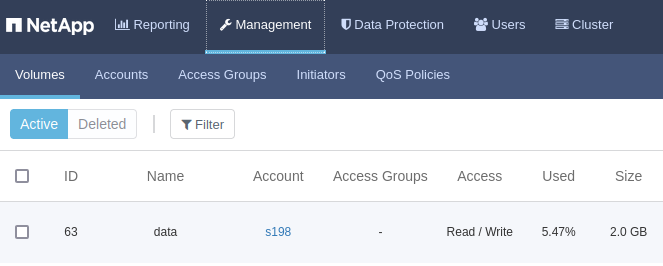 NetApp Reporting Management Data Protection Users Cluster
Volumes Accounts Access Groups Initiators QoS Policies
Active Deleted Filter
ID Name Account Access Groups Access Used Size
63 data s198 - Read / Write 5.47% 2.0 GB